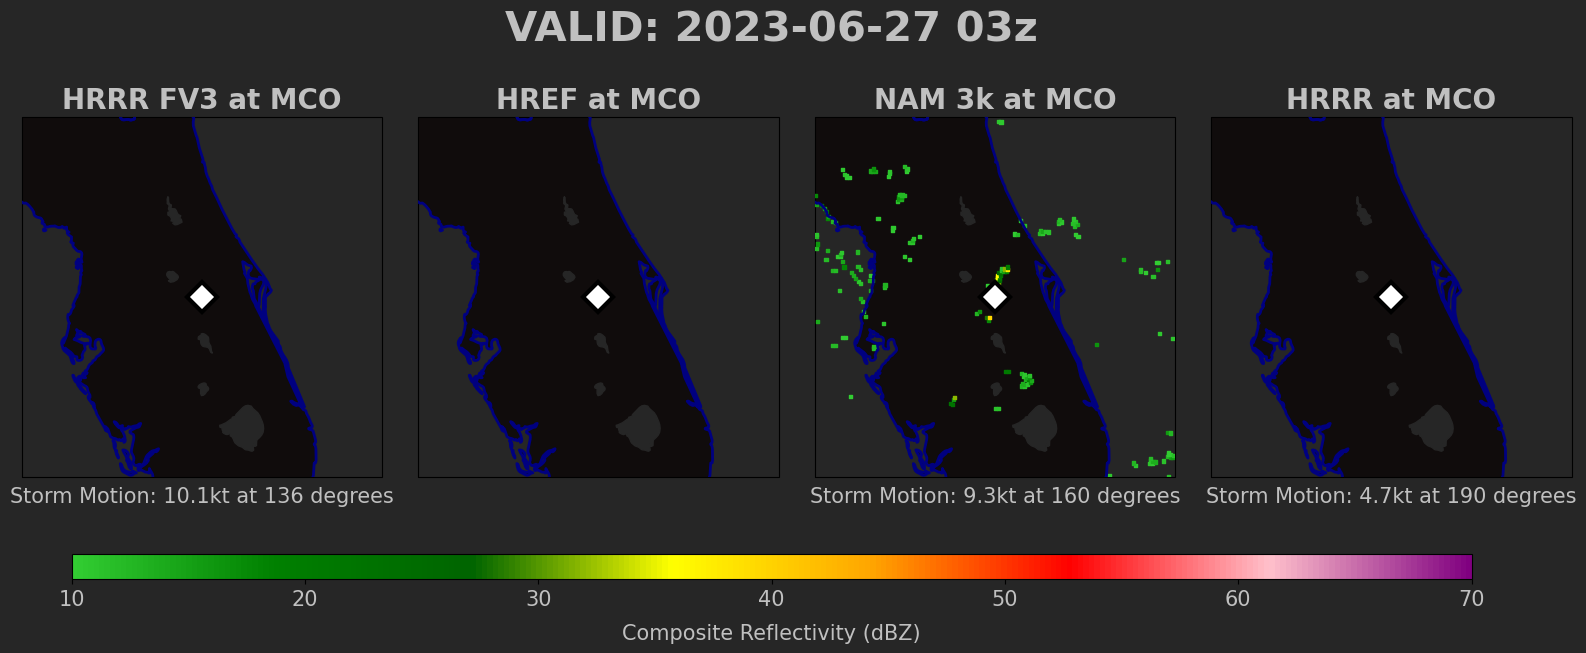 VALID: 2023-06-27 03z
HRRR FV3 at MCO
HREF at MCO
NAM 3k at MCO
HRRR at MCO
Storm Motion: 10.1kt at 136 degrees
Storm Motion: 9.3kt at 160 degrees
Storm Motion: 4.7kt at 190 degrees
10 20 30 40 50 60 70
Composite Reflectivity (dBZ)